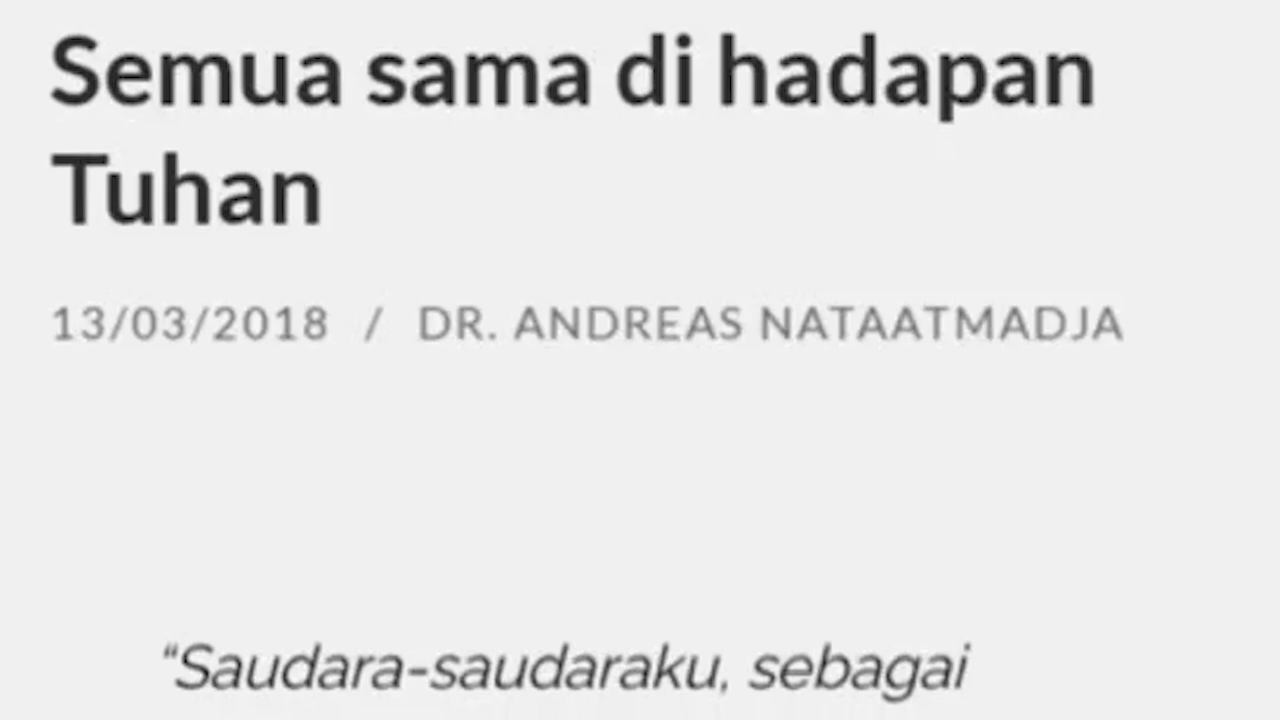 Semua sama di hadapan
Tuhan
13/03/2018 / DR. ANDREAS NATAATMADJA
“Saudara-saudaraku, sebagai